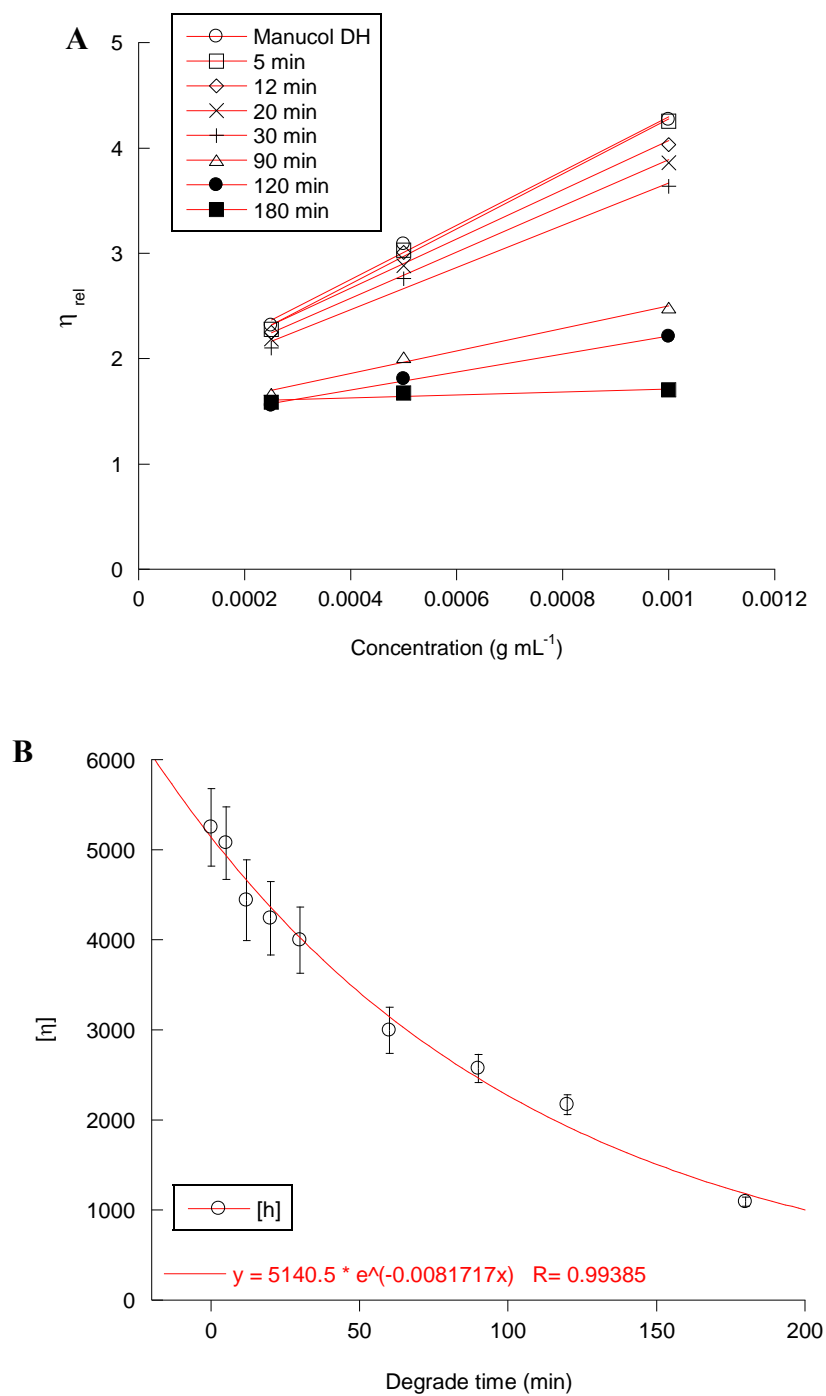 A
Manucol DH
5 min
12 min
20 min
30 min
90 min
120 min
180 min
5
4
3
2
1
0
η rel
0 0.0002 0.0004 0.0006 0.0008 0.001 0.0012
Concentration (g mL⁻¹)
B
6000
5000
4000
3000
2000
1000
0
[η]
[h]
y = 5140.5 * e^(-0.0081717x) R= 0.99385
0 50 100 150 200
Degrade time (min)